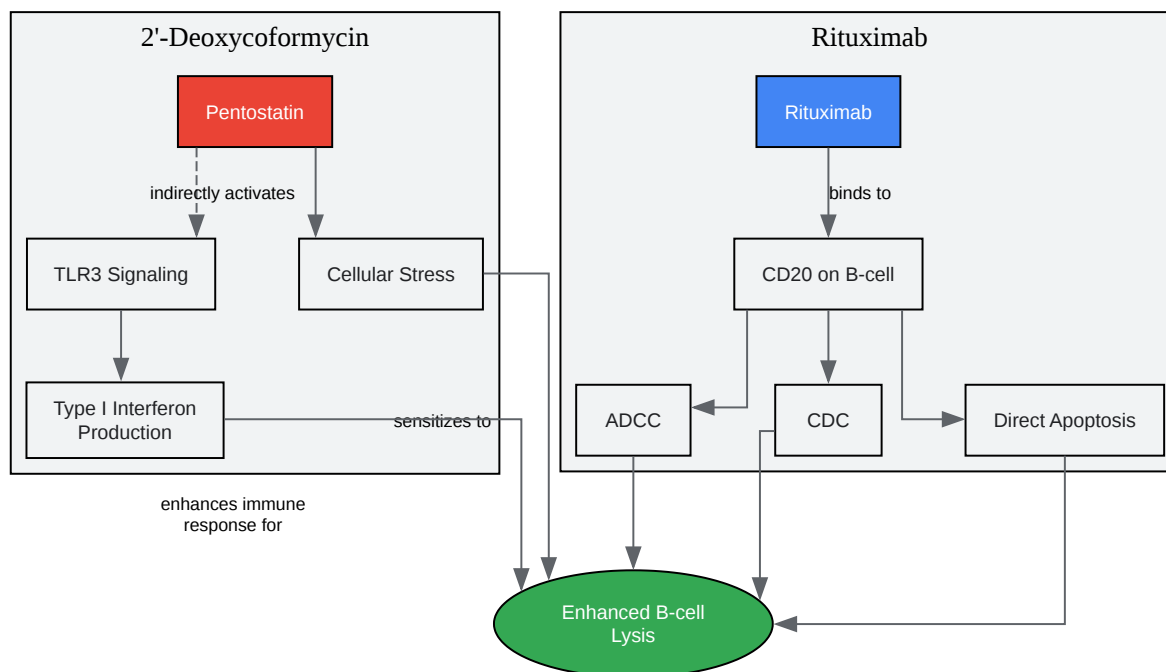 2'-Deoxycoformycin
Rituximab
Pentostatin
Rituximab
indirectly activates
binds to
TLR3 Signaling
Cellular Stress
CD20 on B-cell
Type I Interferon
Production
sensitizes to
ADCC
CDC
Direct Apoptosis
enhances immune
response for
Enhanced B-cell
Lysis